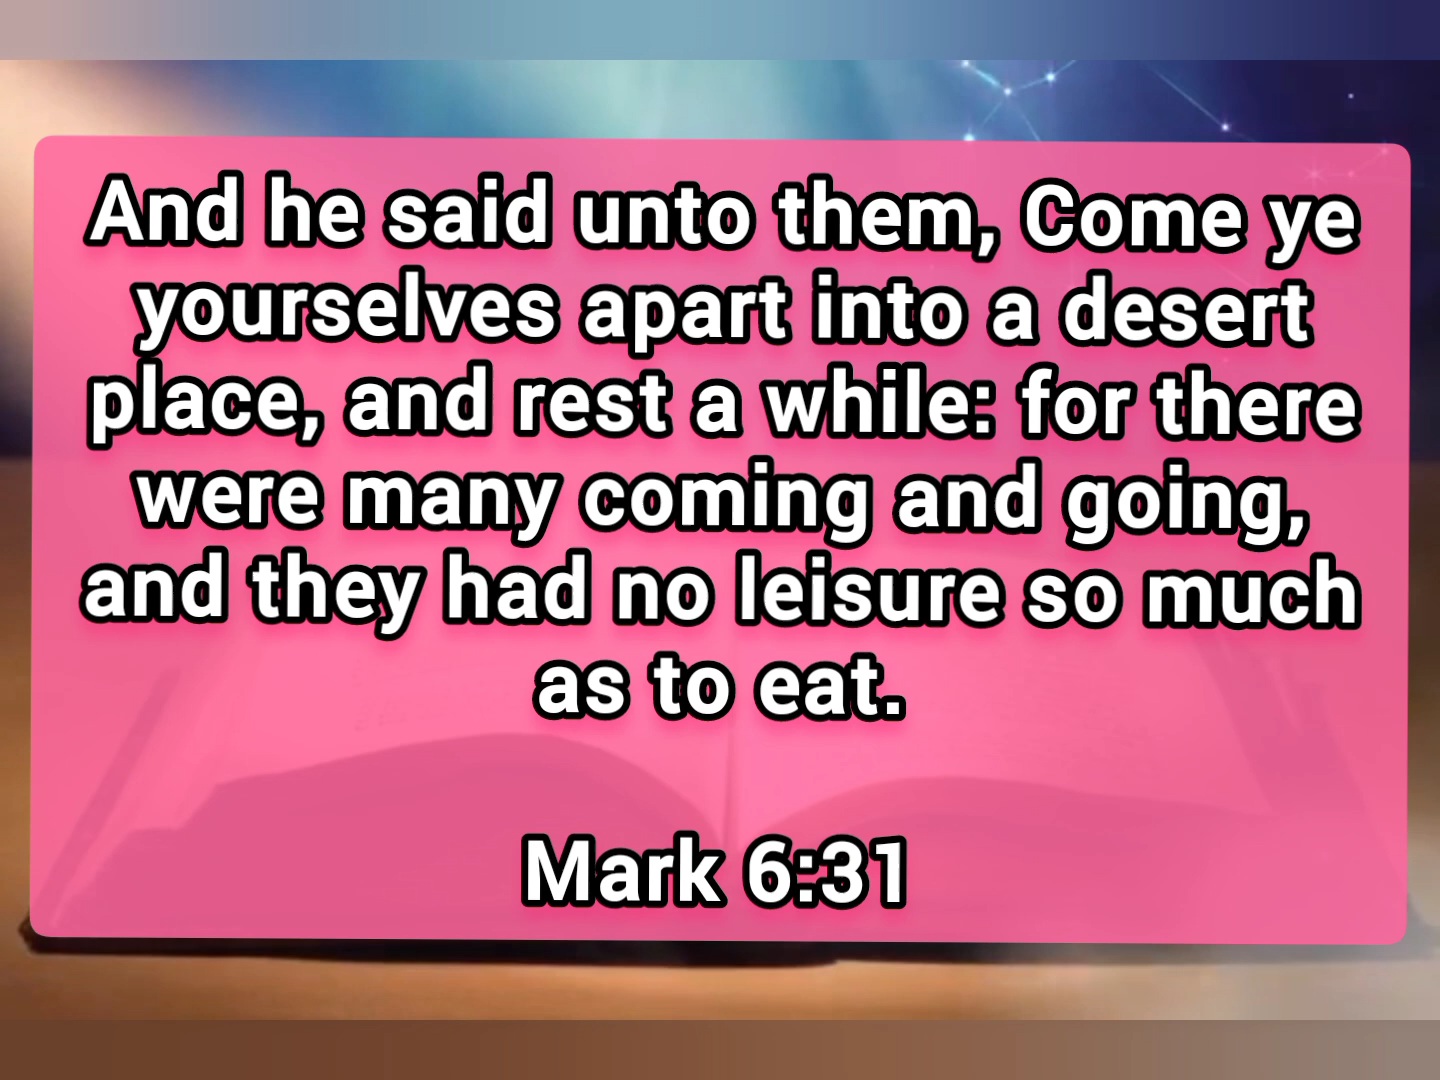 And he said unto them, Come ye
yourselves apart into a desert
place, and rest a while: for there
were many coming and going,
and they had no leisure so much
as to eat.
Mark 6:31